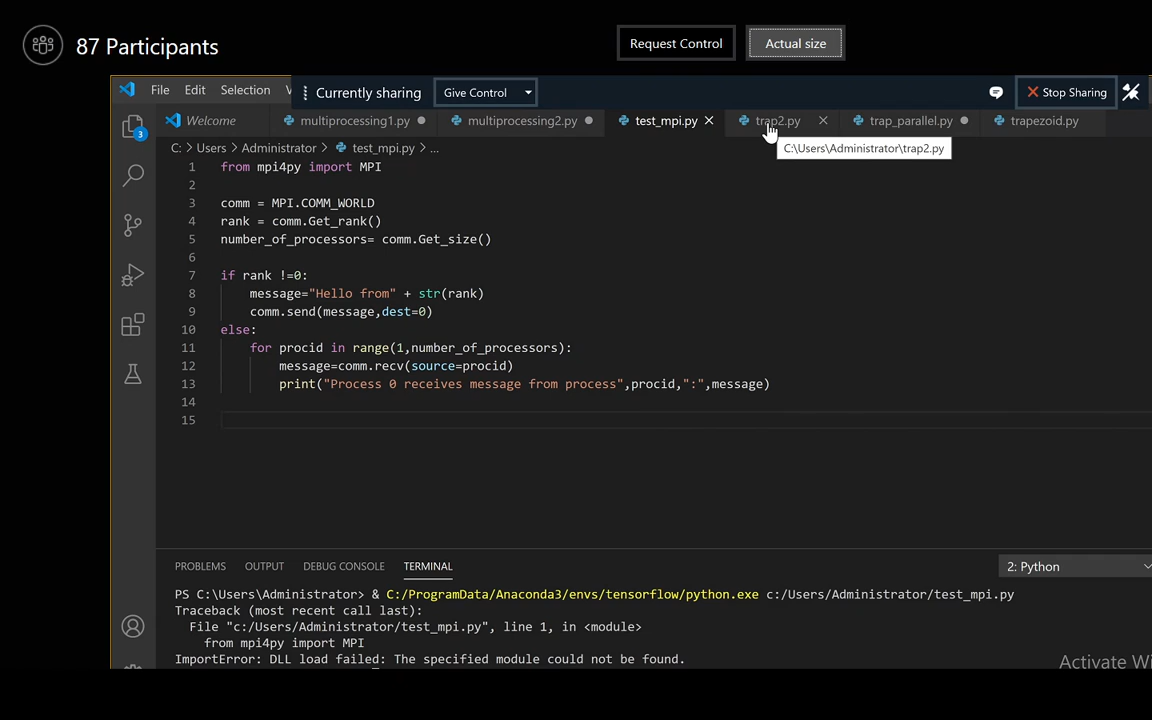 87 Participants
Request Control
Actual size
File Edit Selection V
Currently sharing
Give Control
Stop Sharing
Welcome
multiprocessing1.py
multiprocessing2.py
test_mpi.py
trap2.py
trap_parallel.py
trapezoid.py
C: > Users > Administrator > test_mpi.py > ...
C:\Users\Administrator\trap2.py
3
1 from mpi4py import MPI
2
3 comm = MPI.COMM_WORLD
4 rank = comm.Get_rank()
5 number_of_processors= comm.Get_size()
6
7 if rank !=0:
8 message="Hello from" + str(rank)
9 comm.send(message,dest=0)
10 else:
11 for procid in range(1,number_of_processors):
12 message=comm.recv(source=procid)
13 print("Process 0 receives message from process",procid,":",message)
14
15
PROBLEMS OUTPUT DEBUG CONSOLE TERMINAL
2: Python
PS C:\Users\Administrator> & C:/ProgramData/Anaconda3/envs/tensorflow/python.exe c:/Users/Administrator/test_mpi.py
Traceback (most recent call last):
File "c:/Users/Administrator/test_mpi.py", line 1, in <module>
from mpi4py import MPI
ImportError: DLL load failed: The specified module could not be found.
Activate Wi